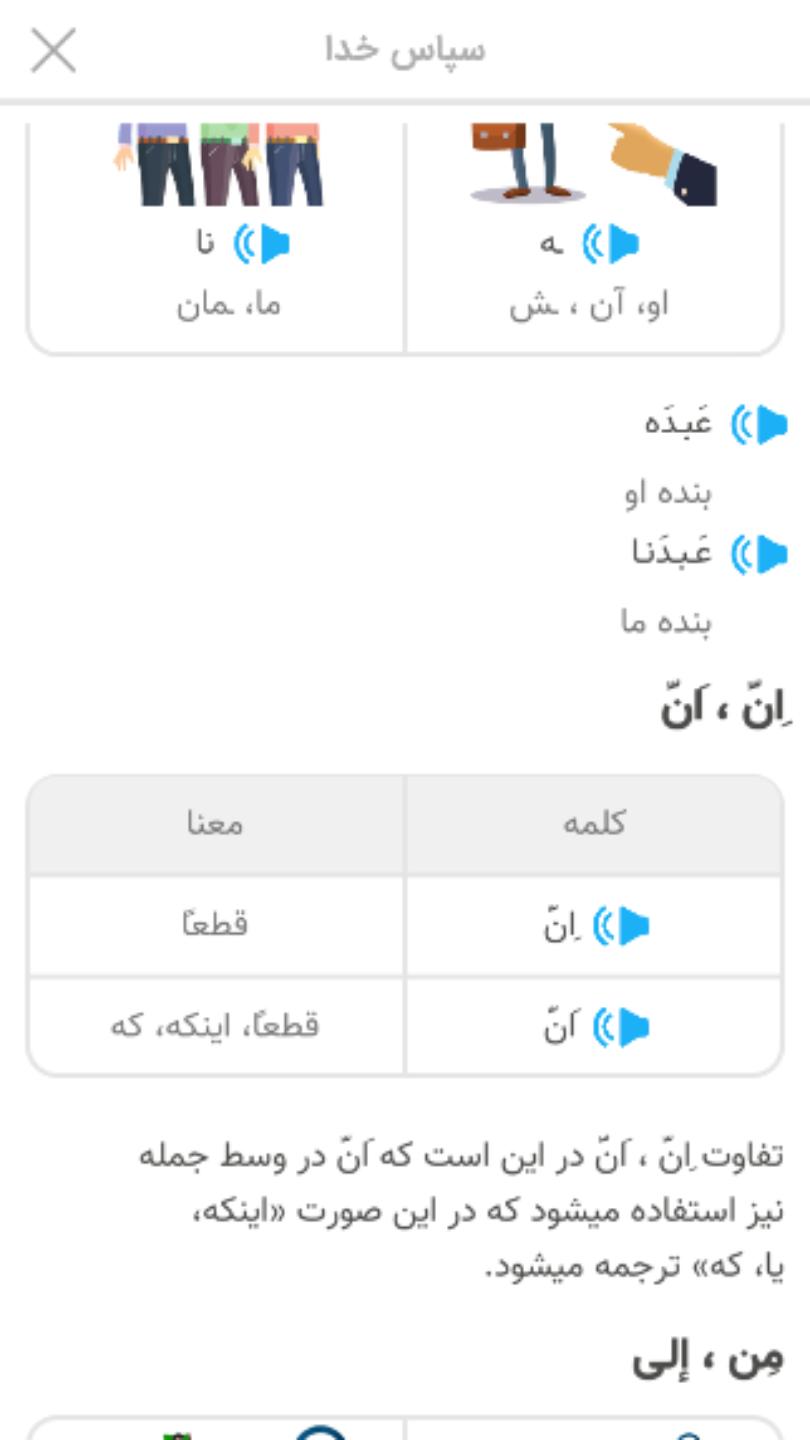 سپاس خدا
ـه
نا
او، آن ، ـش
ما، ـمان
عَبدَه
بنده او
عَبدَنا
بنده ما
اِنّ ، اَنّ
کلمه
معنا
اِنّ
قطعاً
اَنّ
قطعاً، اینکه، که
تفاوت اِنّ ، اَنّ در این است که اَنّ در وسط جمله
نیز استفاده میشود که در این صورت «اینکه،
یا، که» ترجمه میشود.
مِن ، إلی